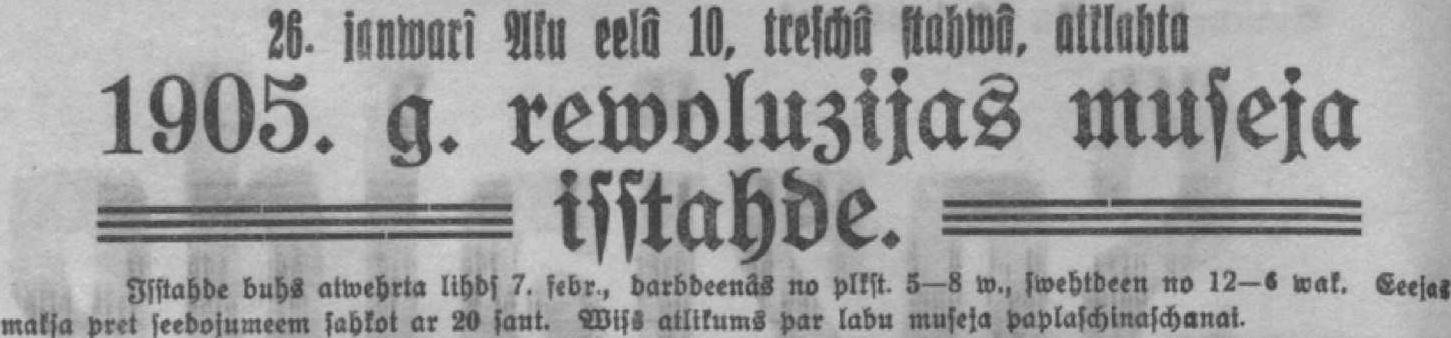 26. janwarî Aku eelâ 10, treſchâ ſtahwâ, atklahta
1905. g. rewoluzijas muſeja
iſſtahde.
Iſſtahde buhs atwehrta lihdſ 7. febr., darbdeenâs no plkſt. 5—8 w., ſwehtdeen no 12—6 wak. Eeejas
makſa pret ſeedojumeem ſahkot ar 20 ſant. Wiſs atlikums par labu muſeja paplaſchinaſchanai.